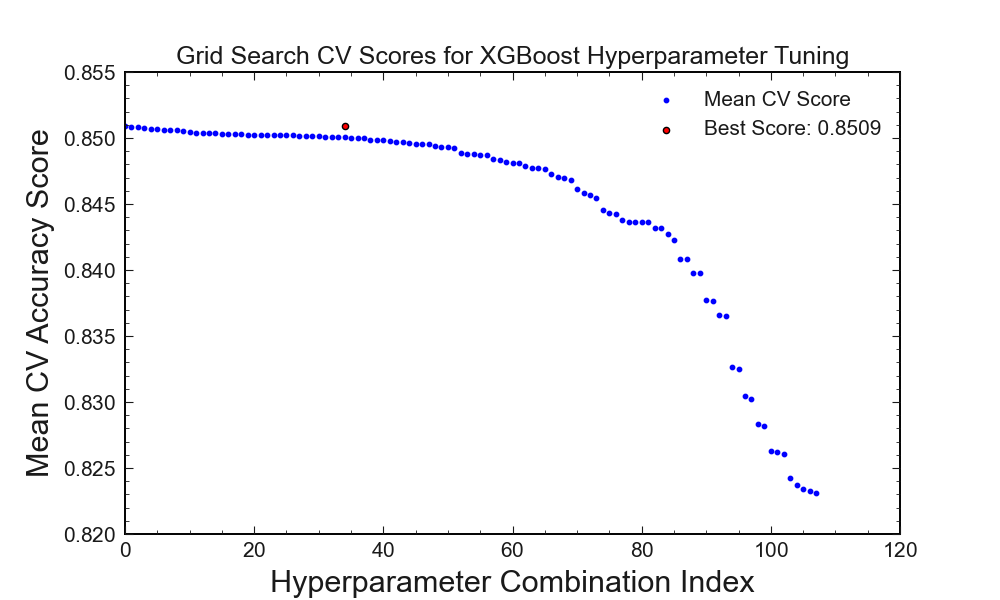 Grid Search CV Scores for XGBoost Hyperparameter Tuning
0.855
0.850
0.845
0.840
0.835
0.830
0.825
0.820
Mean CV Accuracy Score
Mean CV Score
Best Score: 0.8509
0 20 40 60 80 100 120
Hyperparameter Combination Index